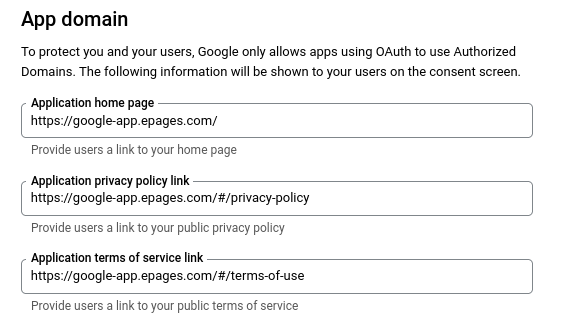 App domain
To protect you and your users, Google only allows apps using OAuth to use Authorized
Domains. The following information will be shown to your users on the consent screen.
Application home page
https://google-app.epages.com/
Provide users a link to your home page
Application privacy policy link
https://google-app.epages.com/#/privacy-policy
Provide users a link to your public privacy policy
Application terms of service link
https://google-app.epages.com/#/terms-of-use
Provide users a link to your public terms of service